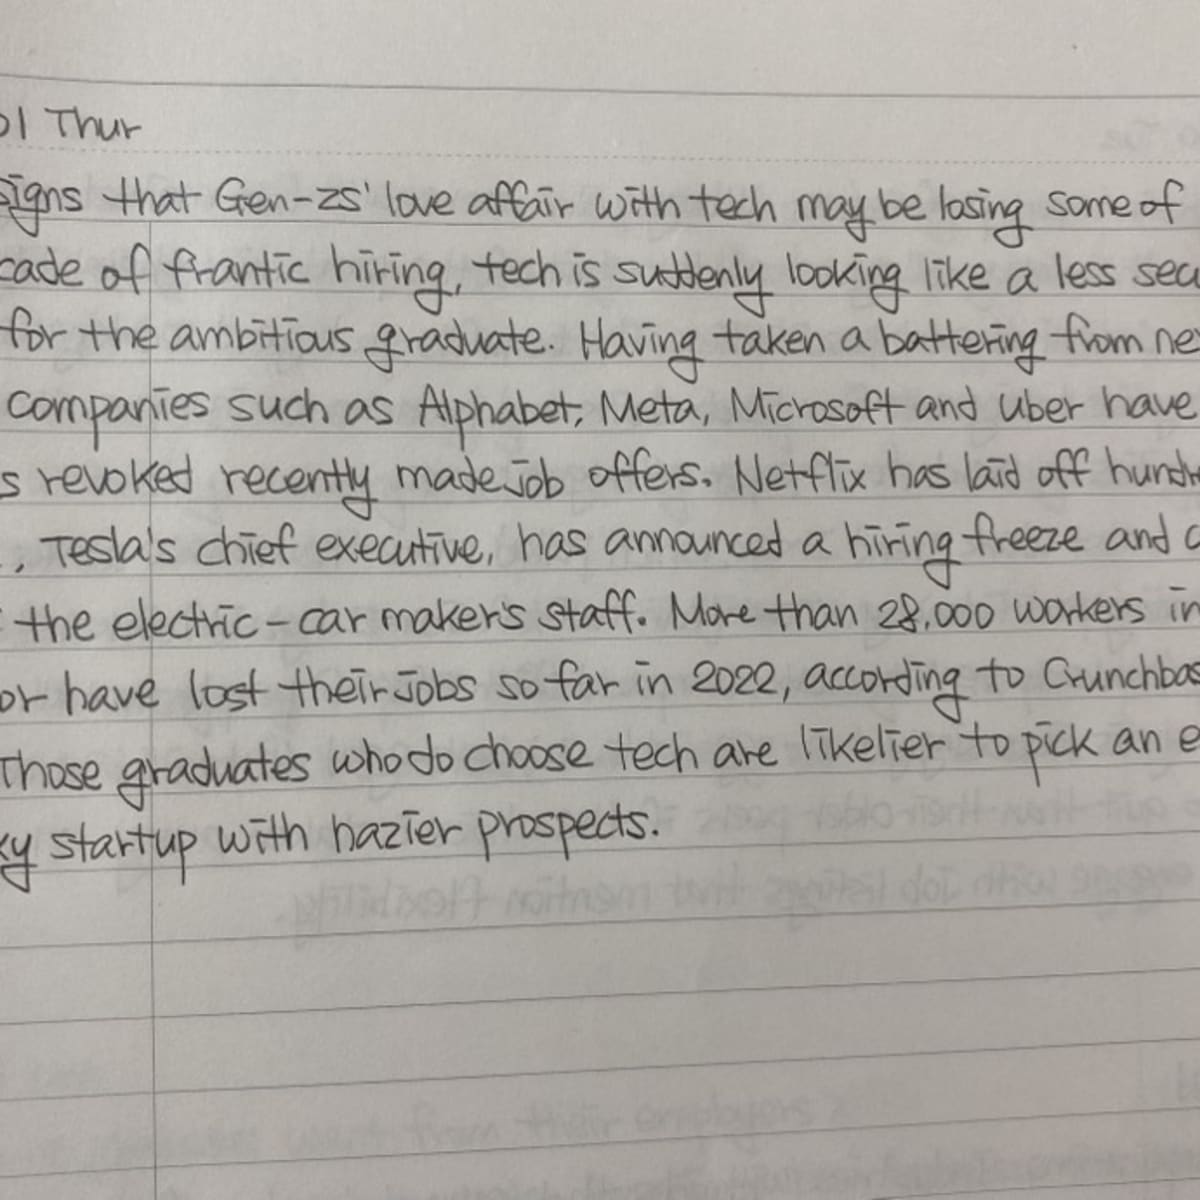 01 Thur
signs that Gen-zs' love affair with tech may be losing some of
cade of frantic hiring, tech is suddenly looking like a less secu
for the ambitious graduate. Having taken a battering from ne
companies such as Alphabet, Meta, Microsoft and Uber have
s revoked recently made job offers. Netflix has laid off hundr
, Tesla's chief executive, has announced a hiring freeze and c
the electric-car maker's staff. More than 28,000 workers in
or have lost their jobs so far in 2022, according to Crunchbas
Those graduates who do choose tech are likelier to pick an e
ky startup with hazier prospects.